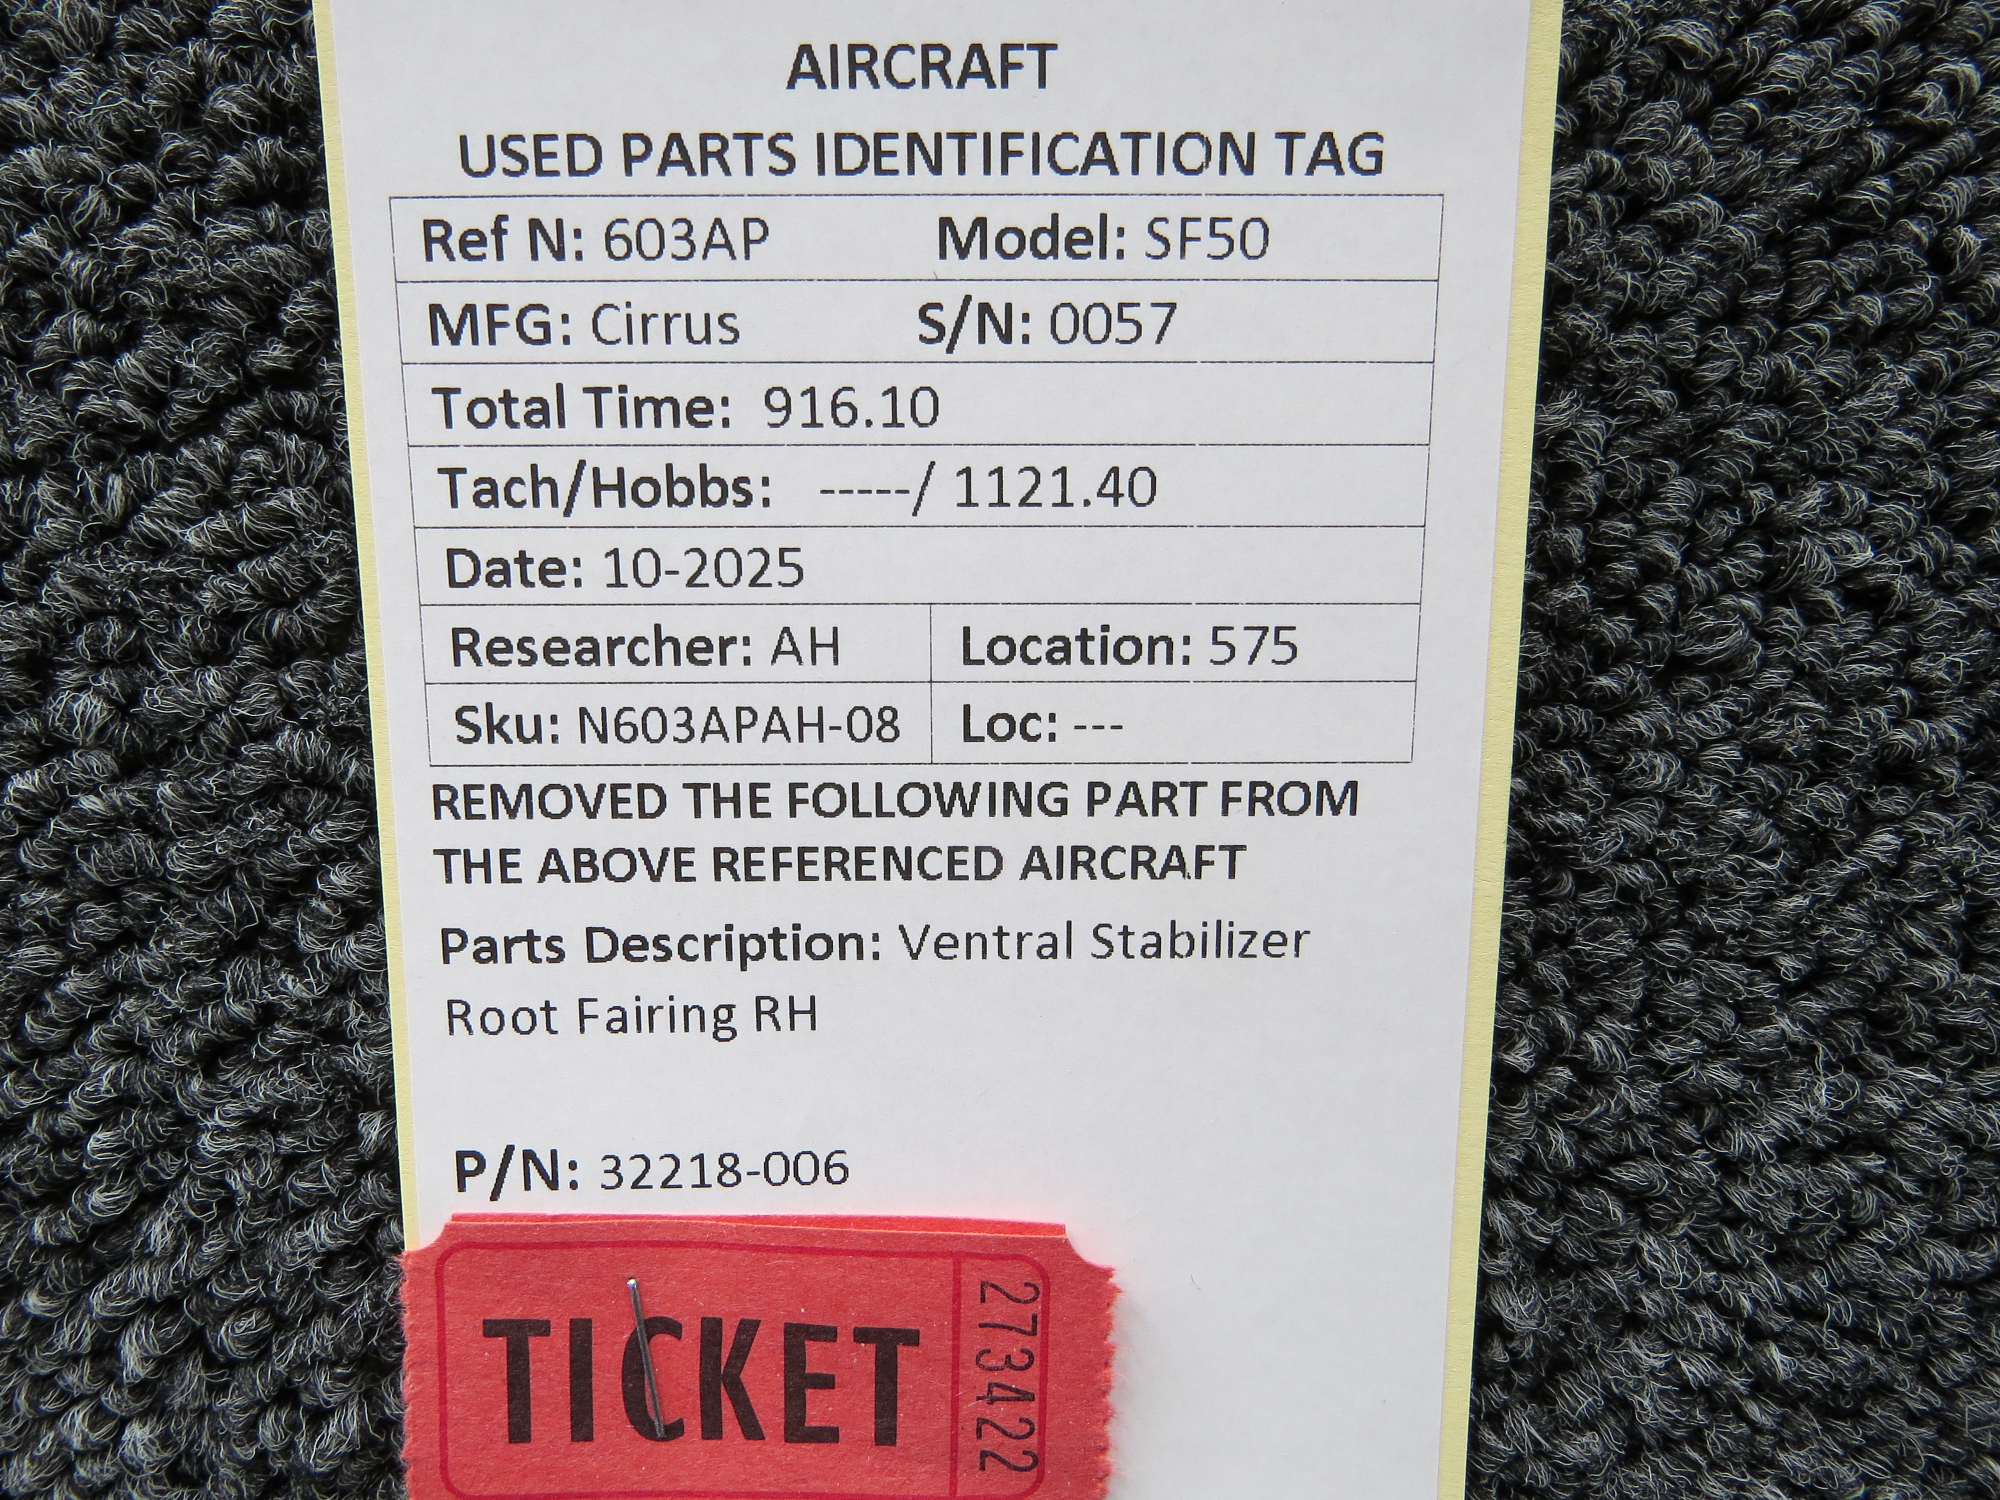 AIRCRAFT
USED PARTS IDENTIFICATION TAG
Ref N: 603AP Model: SF50
MFG: Cirrus S/N: 0057
Total Time: 916.10
Tach/Hobbs: -----/ 1121.40
Date: 10-2025
Researcher: AH Location: 575
Sku: N603APAH-08 Loc: ---
REMOVED THE FOLLOWING PART FROM
THE ABOVE REFERENCED AIRCRAFT
Parts Description: Ventral Stabilizer
Root Fairing RH
P/N: 32218-006
TICKET
273422